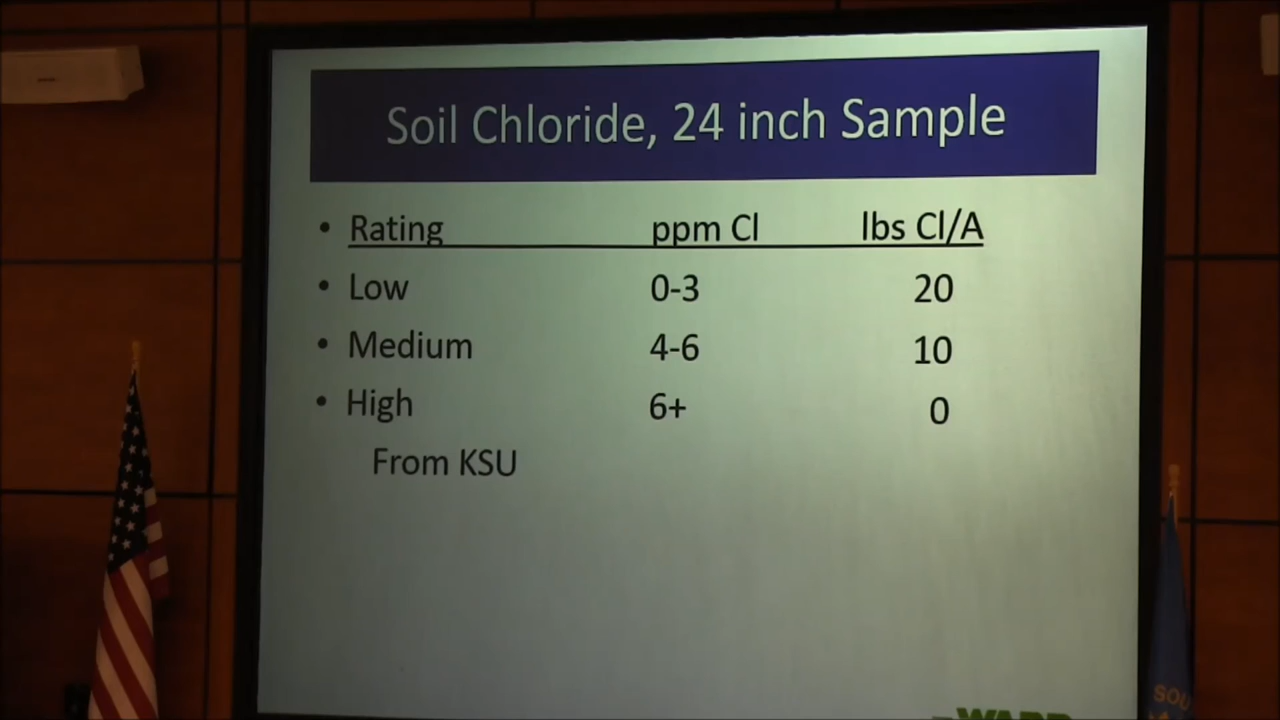 Soil Chloride, 24 inch Sample
• Rating ppm Cl lbs Cl/A
• Low 0-3 20
• Medium 4-6 10
• High 6+ 0
From KSU
SOU